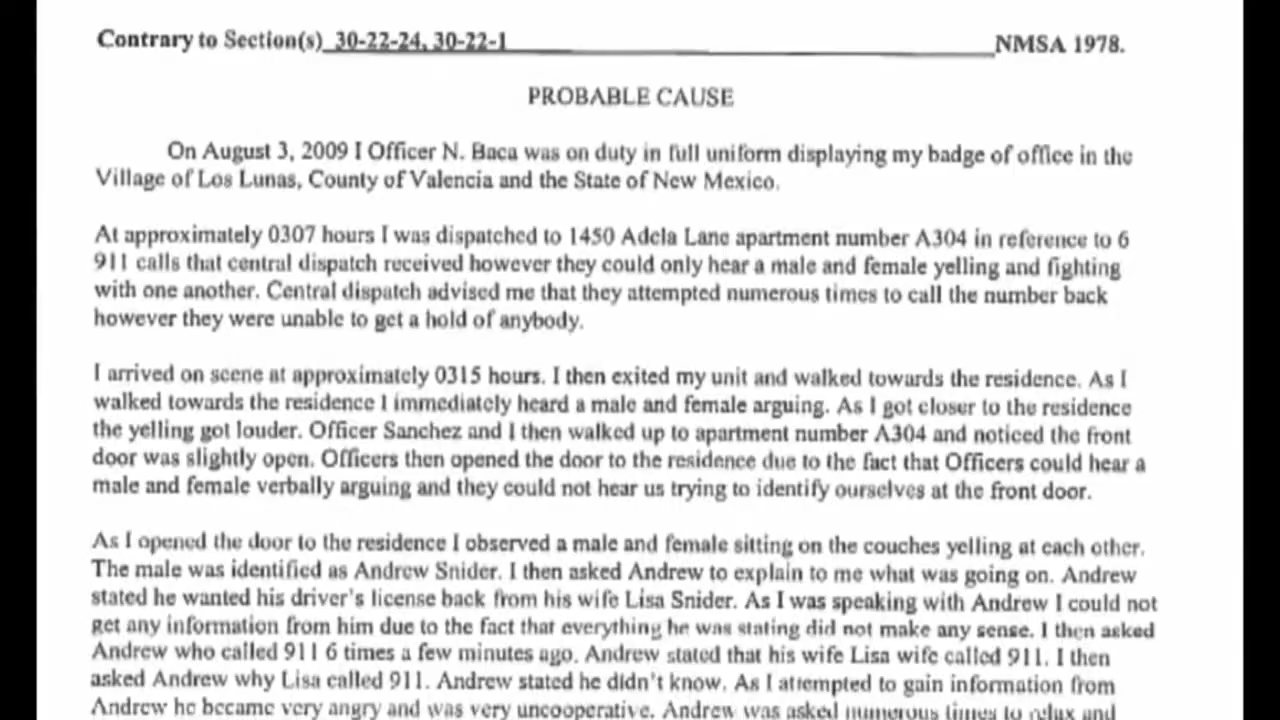 Contrary to Section(s) 30-22-24, 30-22-1 NMSA 1978.
PROBABLE CAUSE
On August 3, 2009 I Officer N. Baca was on duty in full uniform displaying my badge of office in the
Village of Los Lunas, County of Valencia and the State of New Mexico.
At approximately 0307 hours I was dispatched to 1450 Adela Lane apartment number A304 in reference to 6
911 calls that central dispatch received however they could only hear a male and female yelling and fighting
with one another. Central dispatch advised me that they attempted numerous times to call the number back
however they were unable to get a hold of anybody.
I arrived on scene at approximately 0315 hours. I then exited my unit and walked towards the residence. As I
walked towards the residence I immediately heard a male and female arguing. As I got closer to the residence
the yelling got louder. Officer Sanchez and I then walked up to apartment number A304 and noticed the front
door was slightly open. Officers then opened the door to the residence due to the fact that Officers could hear a
male and female verbally arguing and they could not hear us trying to identify ourselves at the front door.
As I opened the door to the residence I observed a male and female sitting on the couches yelling at each other.
The male was identified as Andrew Snider. I then asked Andrew to explain to me what was going on. Andrew
stated he wanted his driver's license back from his wife Lisa Snider. As I was speaking with Andrew I could not
get any information from him due to the fact that everything he was stating did not make any sense. I then asked
Andrew who called 911 6 times a few minutes ago. Andrew stated that his wife Lisa wife called 911. I then
asked Andrew why Lisa called 911. Andrew stated he didn't know. As I attempted to gain information from
Andrew he became very angry and was very uncooperative. Andrew was asked numerous times to relax and